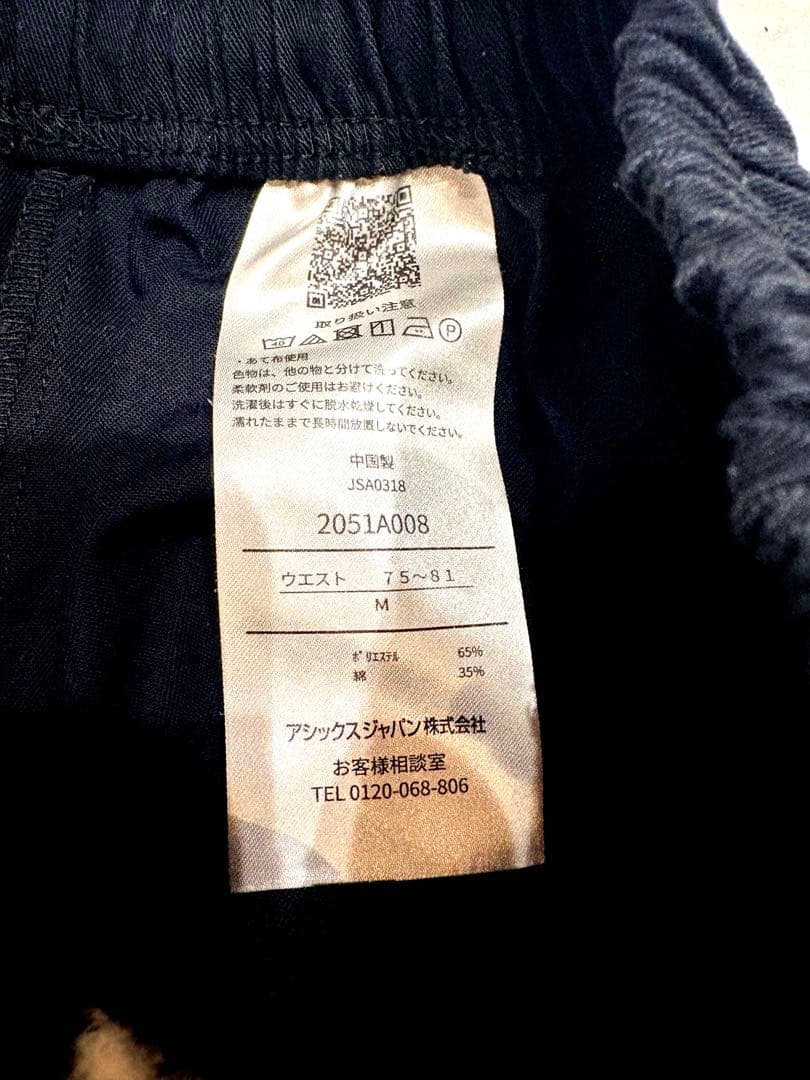 取り扱い注意
40
P
・あて布使用
色物は、他の物と分けて洗ってください。
柔軟剤のご使用はお避けください。
洗濯後はすぐに脱水乾燥してください。
濡れたままで長時間放置しないでください。
中国製
JSA0318
2051A008
ウエスト 75～81
M
ポリエステル 65%
綿 35%
アシックスジャパン株式会社
お客様相談室
TEL 0120-068-806